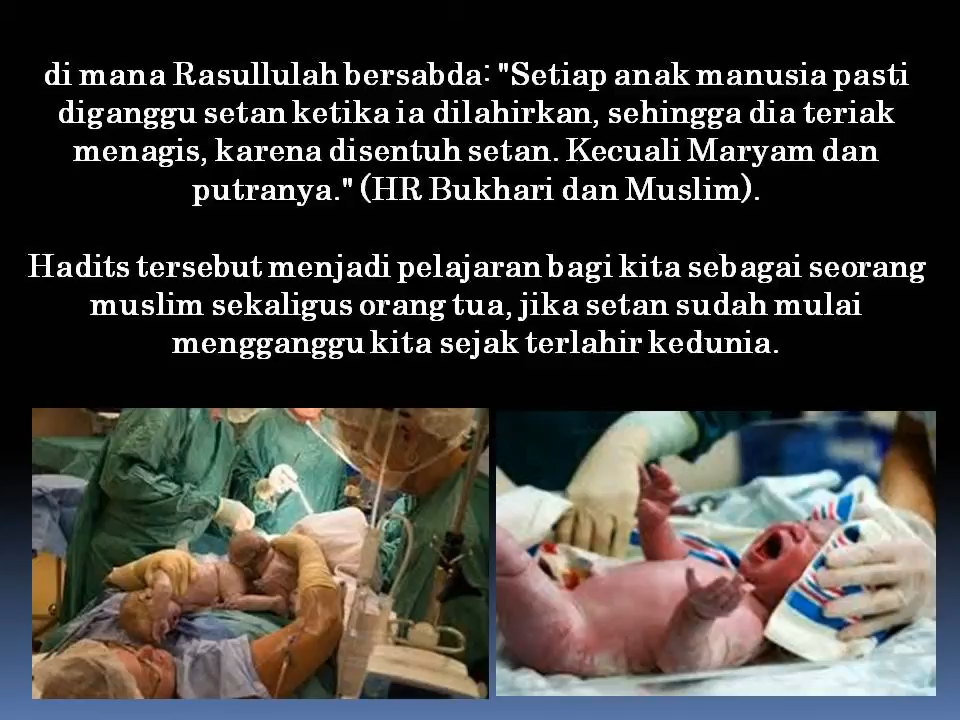 di mana Rasullulah bersabda: "Setiap anak manusia pasti
diganggu setan ketika ia dilahirkan, sehingga dia teriak
menagis, karena disentuh setan. Kecuali Maryam dan
putranya." (HR Bukhari dan Muslim).
Hadits tersebut menjadi pelajaran bagi kita sebagai seorang
muslim sekaligus orang tua, jika setan sudah mulai
mengganggu kita sejak terlahir kedunia.